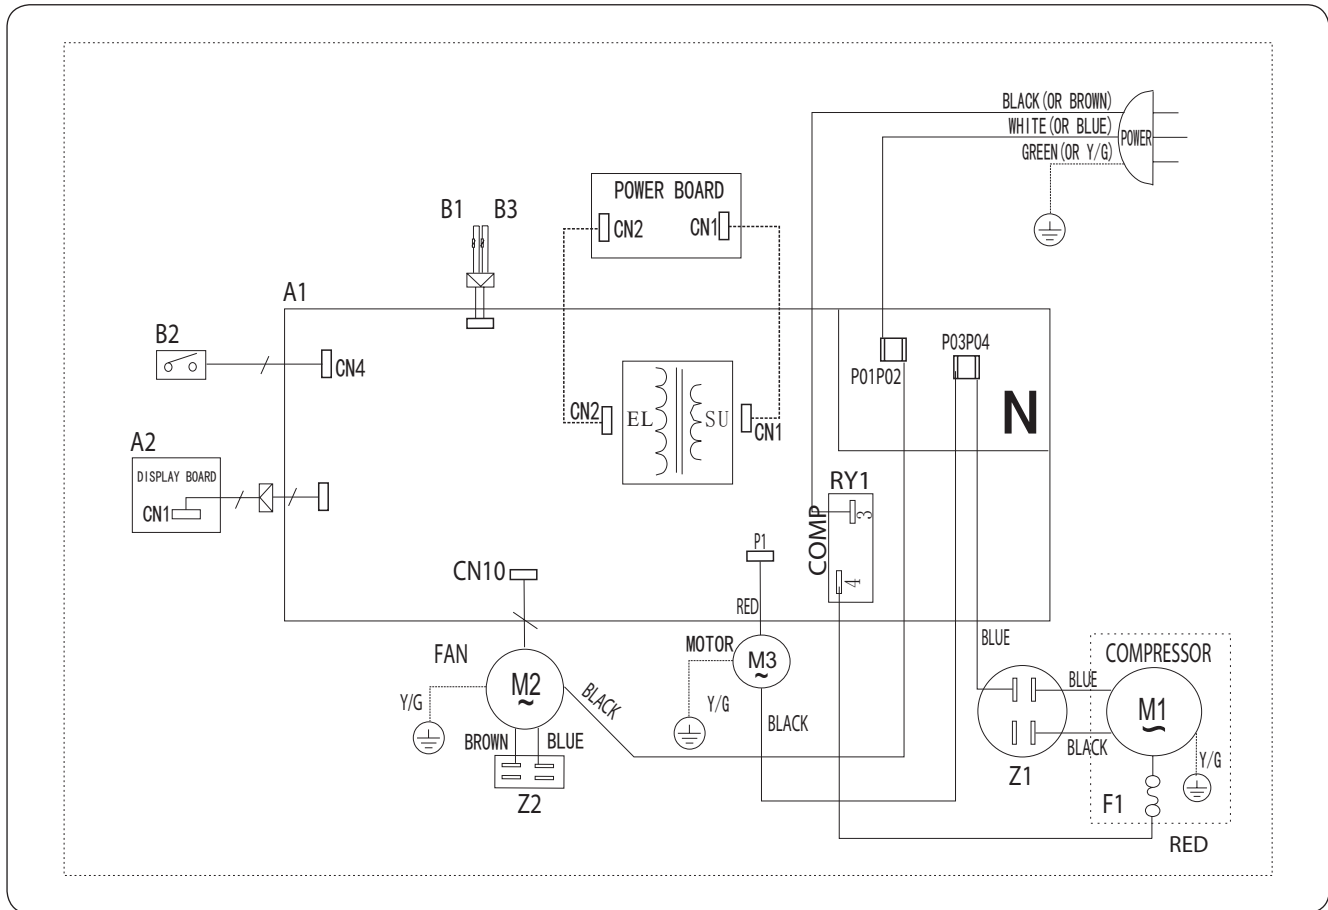 BLACK(OR BROWN)
WHITE(OR BLUE)
POWER
GREEN(OR Y/G)
POWER BOARD
B1 B3
CN2 CN1
A1
B2
P03P04
CN4
P01P02
CN2 EL SU CN1
N
A2
DISPLAY BOARD
CN1
RY1
COMP
3
4
P1
CN10
RED
BLUE
FAN
MOTOR
M3
~
COMPRESSOR
M2
~
BLACK
Y/G
Y/G
BLACK
BLUE
M1
~
BLACK
BROWN BLUE
Y/G
Z2
Z1
F1
RED